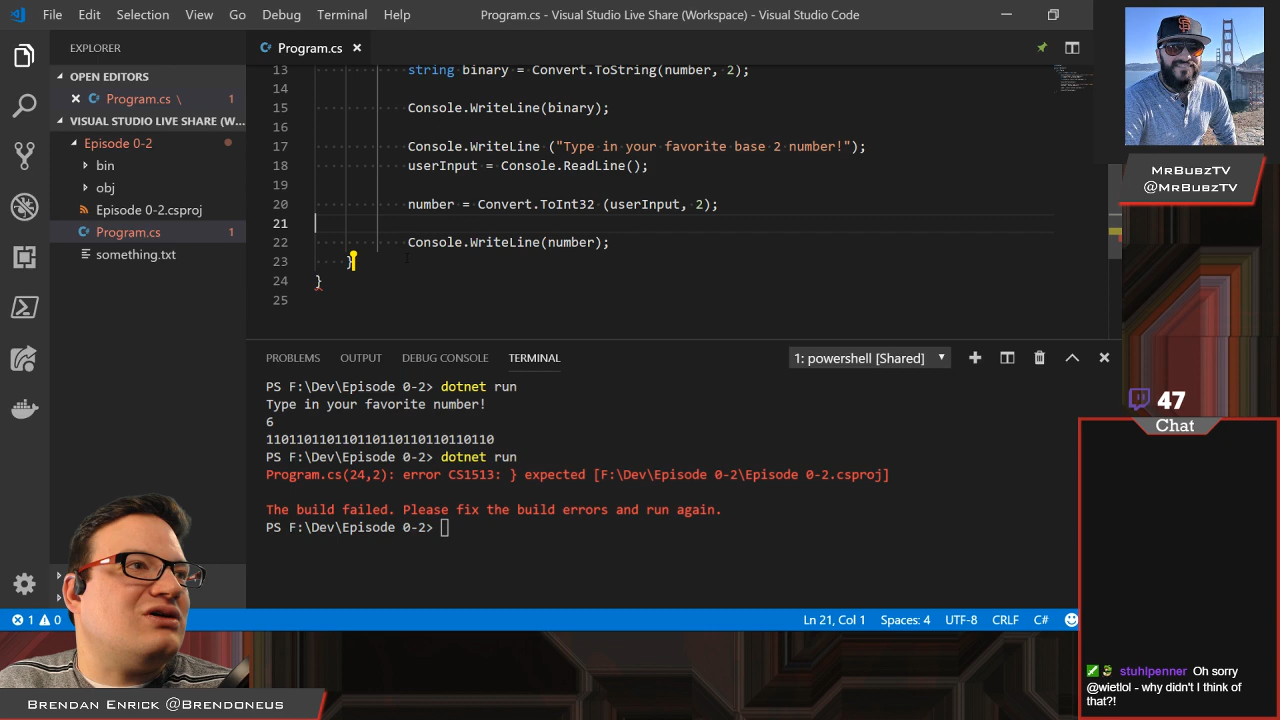 File Edit Selection View Go Debug Terminal Help
Program.cs - Visual Studio Live Share (Workspace) - Visual Studio Code
EXPLORER
OPEN EDITORS
Program.cs \ 1
VISUAL STUDIO LIVE SHARE (W...
Episode 0-2
bin
obj
Episode 0-2.csproj
Program.cs 1
something.txt
Program.cs
13 string binary = Convert.ToString(number, 2);
14
15 Console.WriteLine(binary);
16
17 Console.WriteLine ("Type in your favorite base 2 number!");
18 userInput = Console.ReadLine();
19
20 number = Convert.ToInt32 (userInput, 2);
21
22 Console.WriteLine(number);
23 }
24 }
25
PROBLEMS OUTPUT DEBUG CONSOLE TERMINAL
1: powershell [Shared]
PS F:\Dev\Episode 0-2> dotnet run
Type in your favorite number!
6
110110110110110110110110110110
PS F:\Dev\Episode 0-2> dotnet run
Program.cs(24,2): error CS1513: } expected [F:\Dev\Episode 0-2\Episode 0-2.csproj]
The build failed. Please fix the build errors and run again.
PS F:\Dev\Episode 0-2>
1 0
Ln 21, Col 1 Spaces: 4 UTF-8 CRLF C#
MrBubzTV
@MrBubzTV
47
Chat
stuhlpenner Oh sorry
@wietlol - why didn't I think of
that?!
Brendan Enrick @Brendoneus